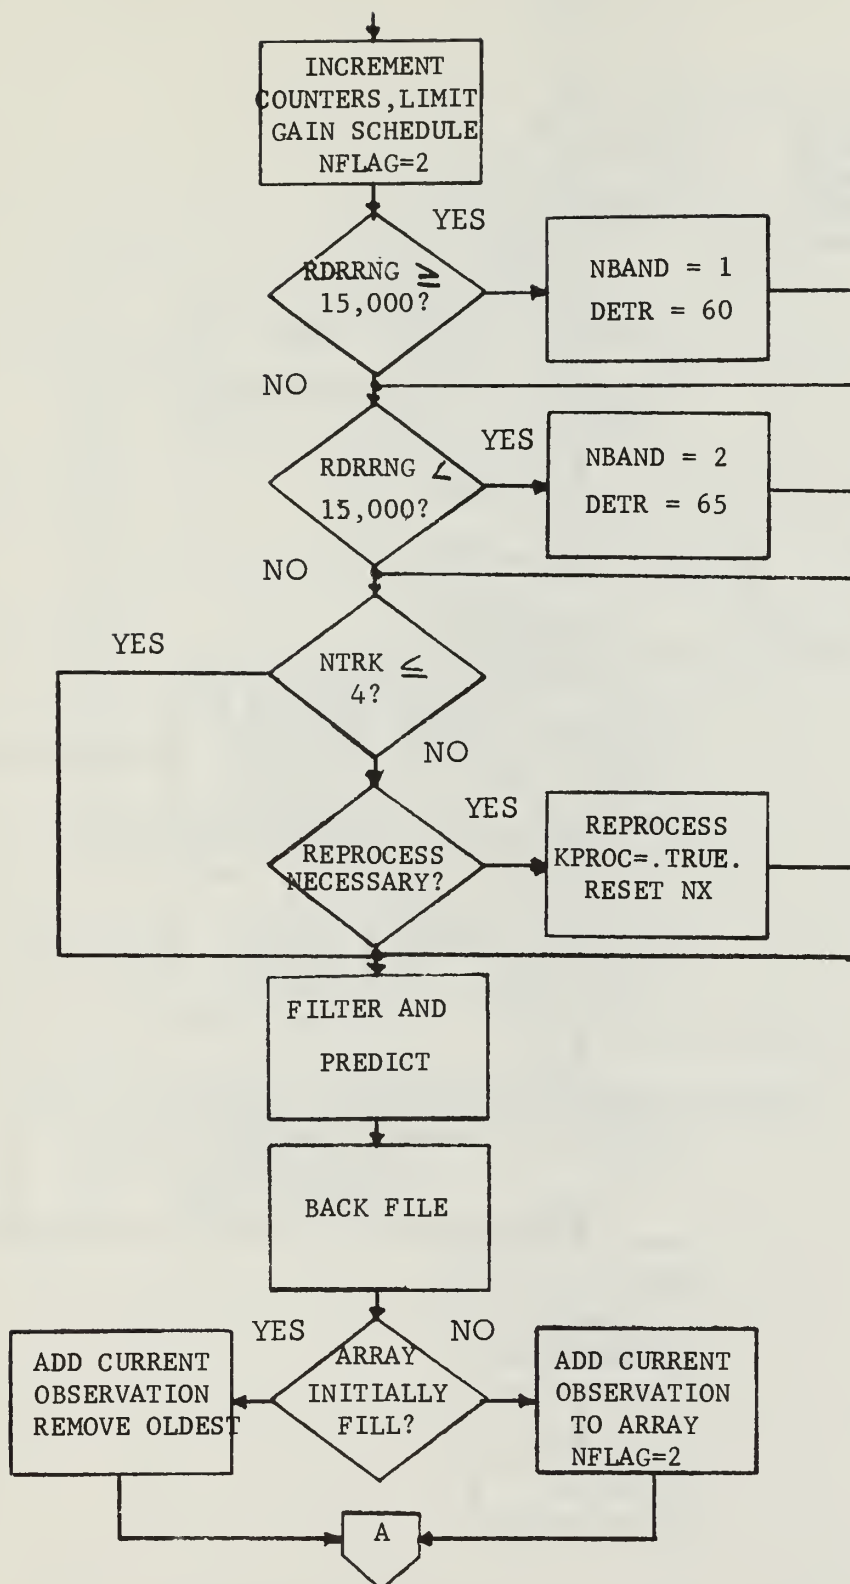 INCREMENT
COUNTERS, LIMIT
GAIN SCHEDULE
NFLAG=2
YES
RDRRNG ≥
15,000?
NBAND = 1
DETR = 60
NO
YES
RDRRNG <
15,000?
NBAND = 2
DETR = 65
NO
YES
NTRK ≤
4?
NO
YES
REPROCESS
NECESSARY?
REPROCESS
KPROC=.TRUE.
RESET NX
FILTER AND
PREDICT
BACK FILE
YES
NO
ARRAY
INITIALLY
FILL?
ADD CURRENT
OBSERVATION
REMOVE OLDEST
ADD CURRENT
OBSERVATION
TO ARRAY
NFLAG=2
A